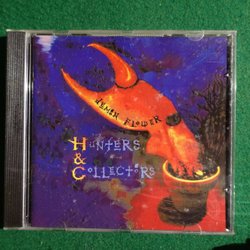 DEMON FLOWER
HUNTERS
&
COLLECTORS